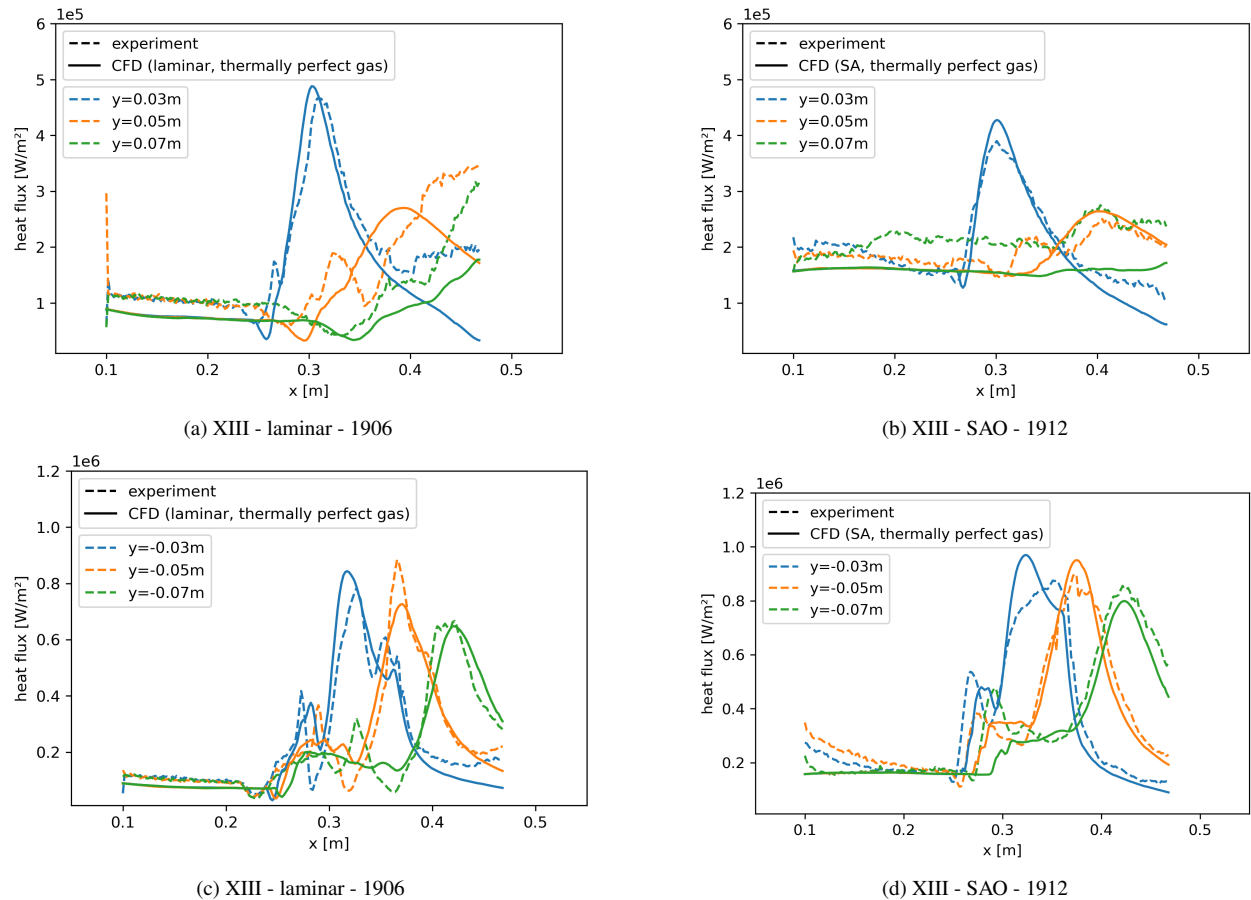 1e5
6
5
4
3
2
1
heat flux [W/m²]
experiment
CFD (laminar, thermally perfect gas)
y=0.03m
y=0.05m
y=0.07m
0.1 0.2 0.3 0.4 0.5
x [m]
(a) XIII - laminar - 1906
1e5
6
5
4
3
2
1
heat flux [W/m²]
experiment
CFD (SA, thermally perfect gas)
y=0.03m
y=0.05m
y=0.07m
0.1 0.2 0.3 0.4 0.5
x [m]
(b) XIII - SAO - 1912
1e6
1.2
1.0
0.8
0.6
0.4
0.2
heat flux [W/m²]
experiment
CFD (laminar, thermally perfect gas)
y=-0.03m
y=-0.05m
y=-0.07m
0.1 0.2 0.3 0.4 0.5
x [m]
(c) XIII - laminar - 1906
1e6
1.2
1.0
0.8
0.6
0.4
0.2
heat flux [W/m²]
experiment
CFD (SA, thermally perfect gas)
y=-0.03m
y=-0.05m
y=-0.07m
0.1 0.2 0.3 0.4 0.5
x [m]
(d) XIII - SAO - 1912